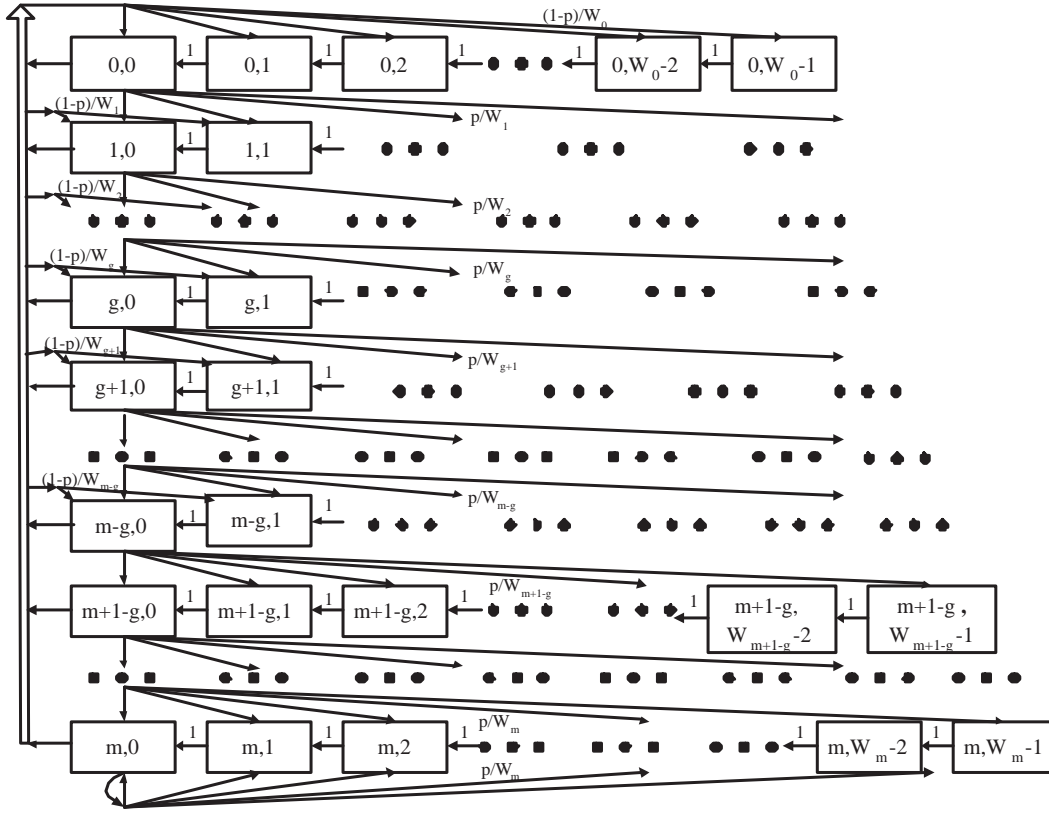 (1-p)/W0
0,0 1 0,1 1 0,2 1 1 0,W0-2 1 0,W0-1
(1-p)/W1 p/W1
1,0 1 1,1 1
(1-p)/W2 p/W2
(1-p)/Wg p/Wg
g,0 1 g,1 1
(1-p)/Wg+1 p/Wg+1
g+1,0 1 g+1,1 1
(1-p)/Wm-g p/Wm-g
m-g,0 1 m-g,1 1
p/Wm+1-g
m+1-g,0 1 m+1-g,1 1 m+1-g,2 1 1 m+1-g, 1 m+1-g,
Wm+1-g-2 Wm+1-g-1
p/Wm
m,0 1 m,1 1 m,2 1 1 m,Wm-2 1 m,Wm-1
p/Wm